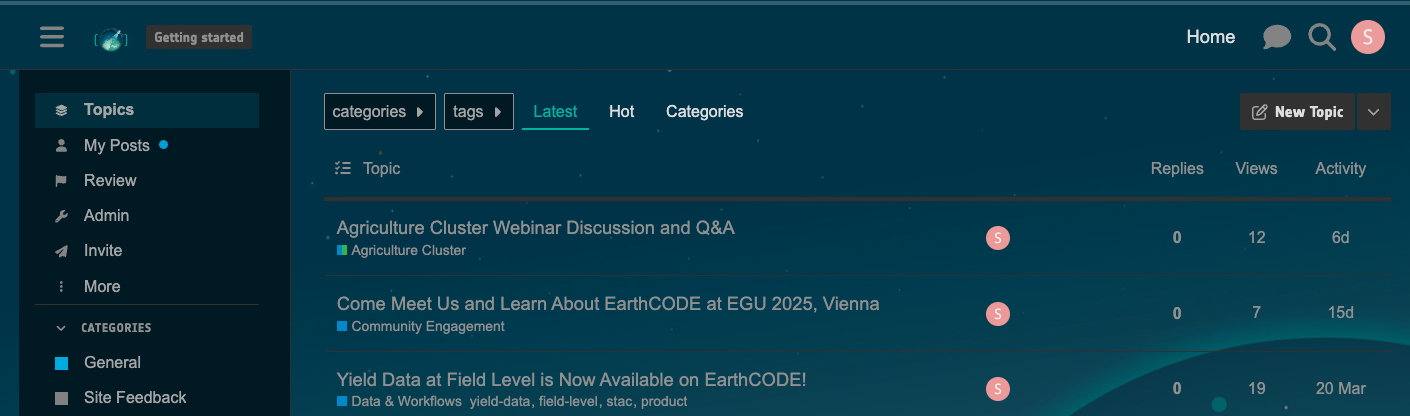 Getting started Home S
Topics categories tags Latest Hot Categories New Topic
My Posts
Review Topic Replies Views Activity
Admin Agriculture Cluster Webinar Discussion and Q&A S 0 12 6d
Invite Agriculture Cluster
More Come Meet Us and Learn About EarthCODE at EGU 2025, Vienna S 0 7 15d
CATEGORIES Community Engagement
General Yield Data at Field Level is Now Available on EarthCODE! S 0 19 20 Mar
Site Feedback Data & Workflows yield-data, field-level, stac, product